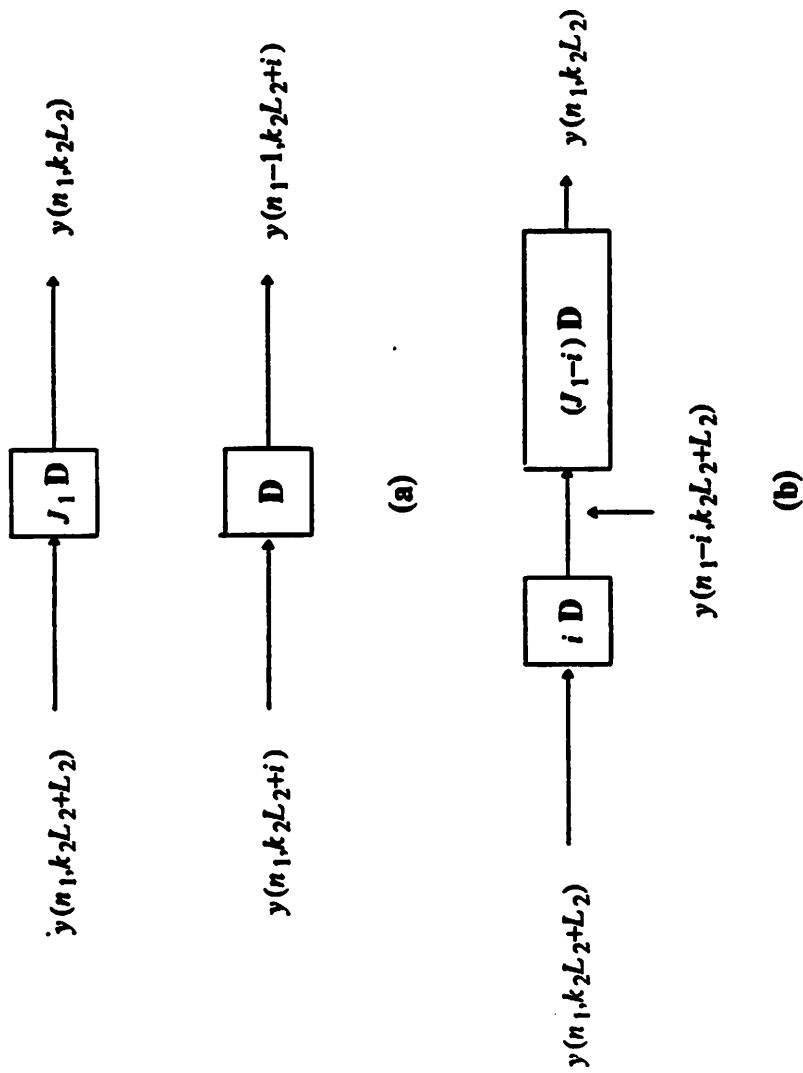 y(n₁,k₂L₂+L₂)
J₁ D
y(n₁,k₂L₂)
y(n₁,k₂L₂+i)
D
y(n₁−1,k₂L₂+i)
(a)
y(n₁,k₂L₂+L₂)
i D
(J₁−i) D
y(n₁,k₂L₂)
y(n₁−i,k₂L₂+L₂)
(b)